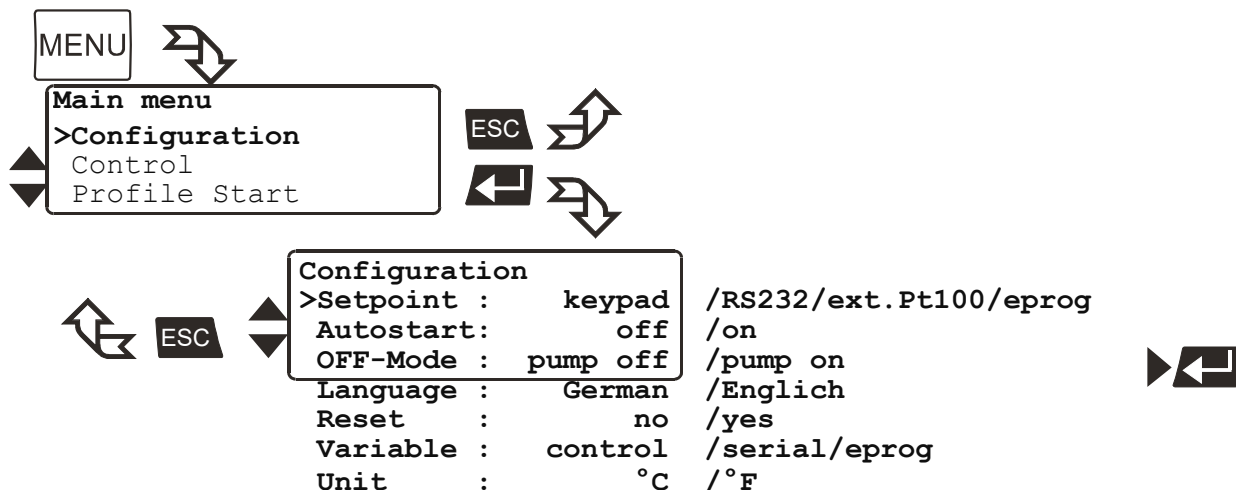 MENU
Main menu
>Configuration
Control
Profile Start
ESC
Configuration
>Setpoint : keypad /RS232/ext.Pt100/eprog
Autostart: off /on
ESC
OFF-Mode : pump off /pump on
Language : German /Englich
Reset : no /yes
Variable : control /serial/eprog
Unit : °C /°F